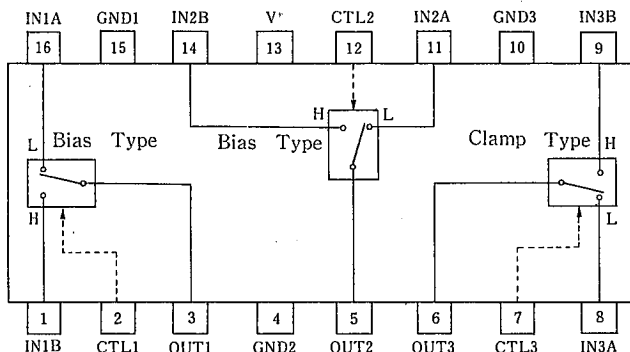 IN1A GND1 IN2B V+ CTL2 IN2A GND3 IN3B
16 15 14 13 12 11 10 9
H L
L Bias Type Bias Type Clamp Type H
H L
1 2 3 4 5 6 7 8
IN1B CTL1 OUT1 GND2 OUT2 OUT3 CTL3 IN3A